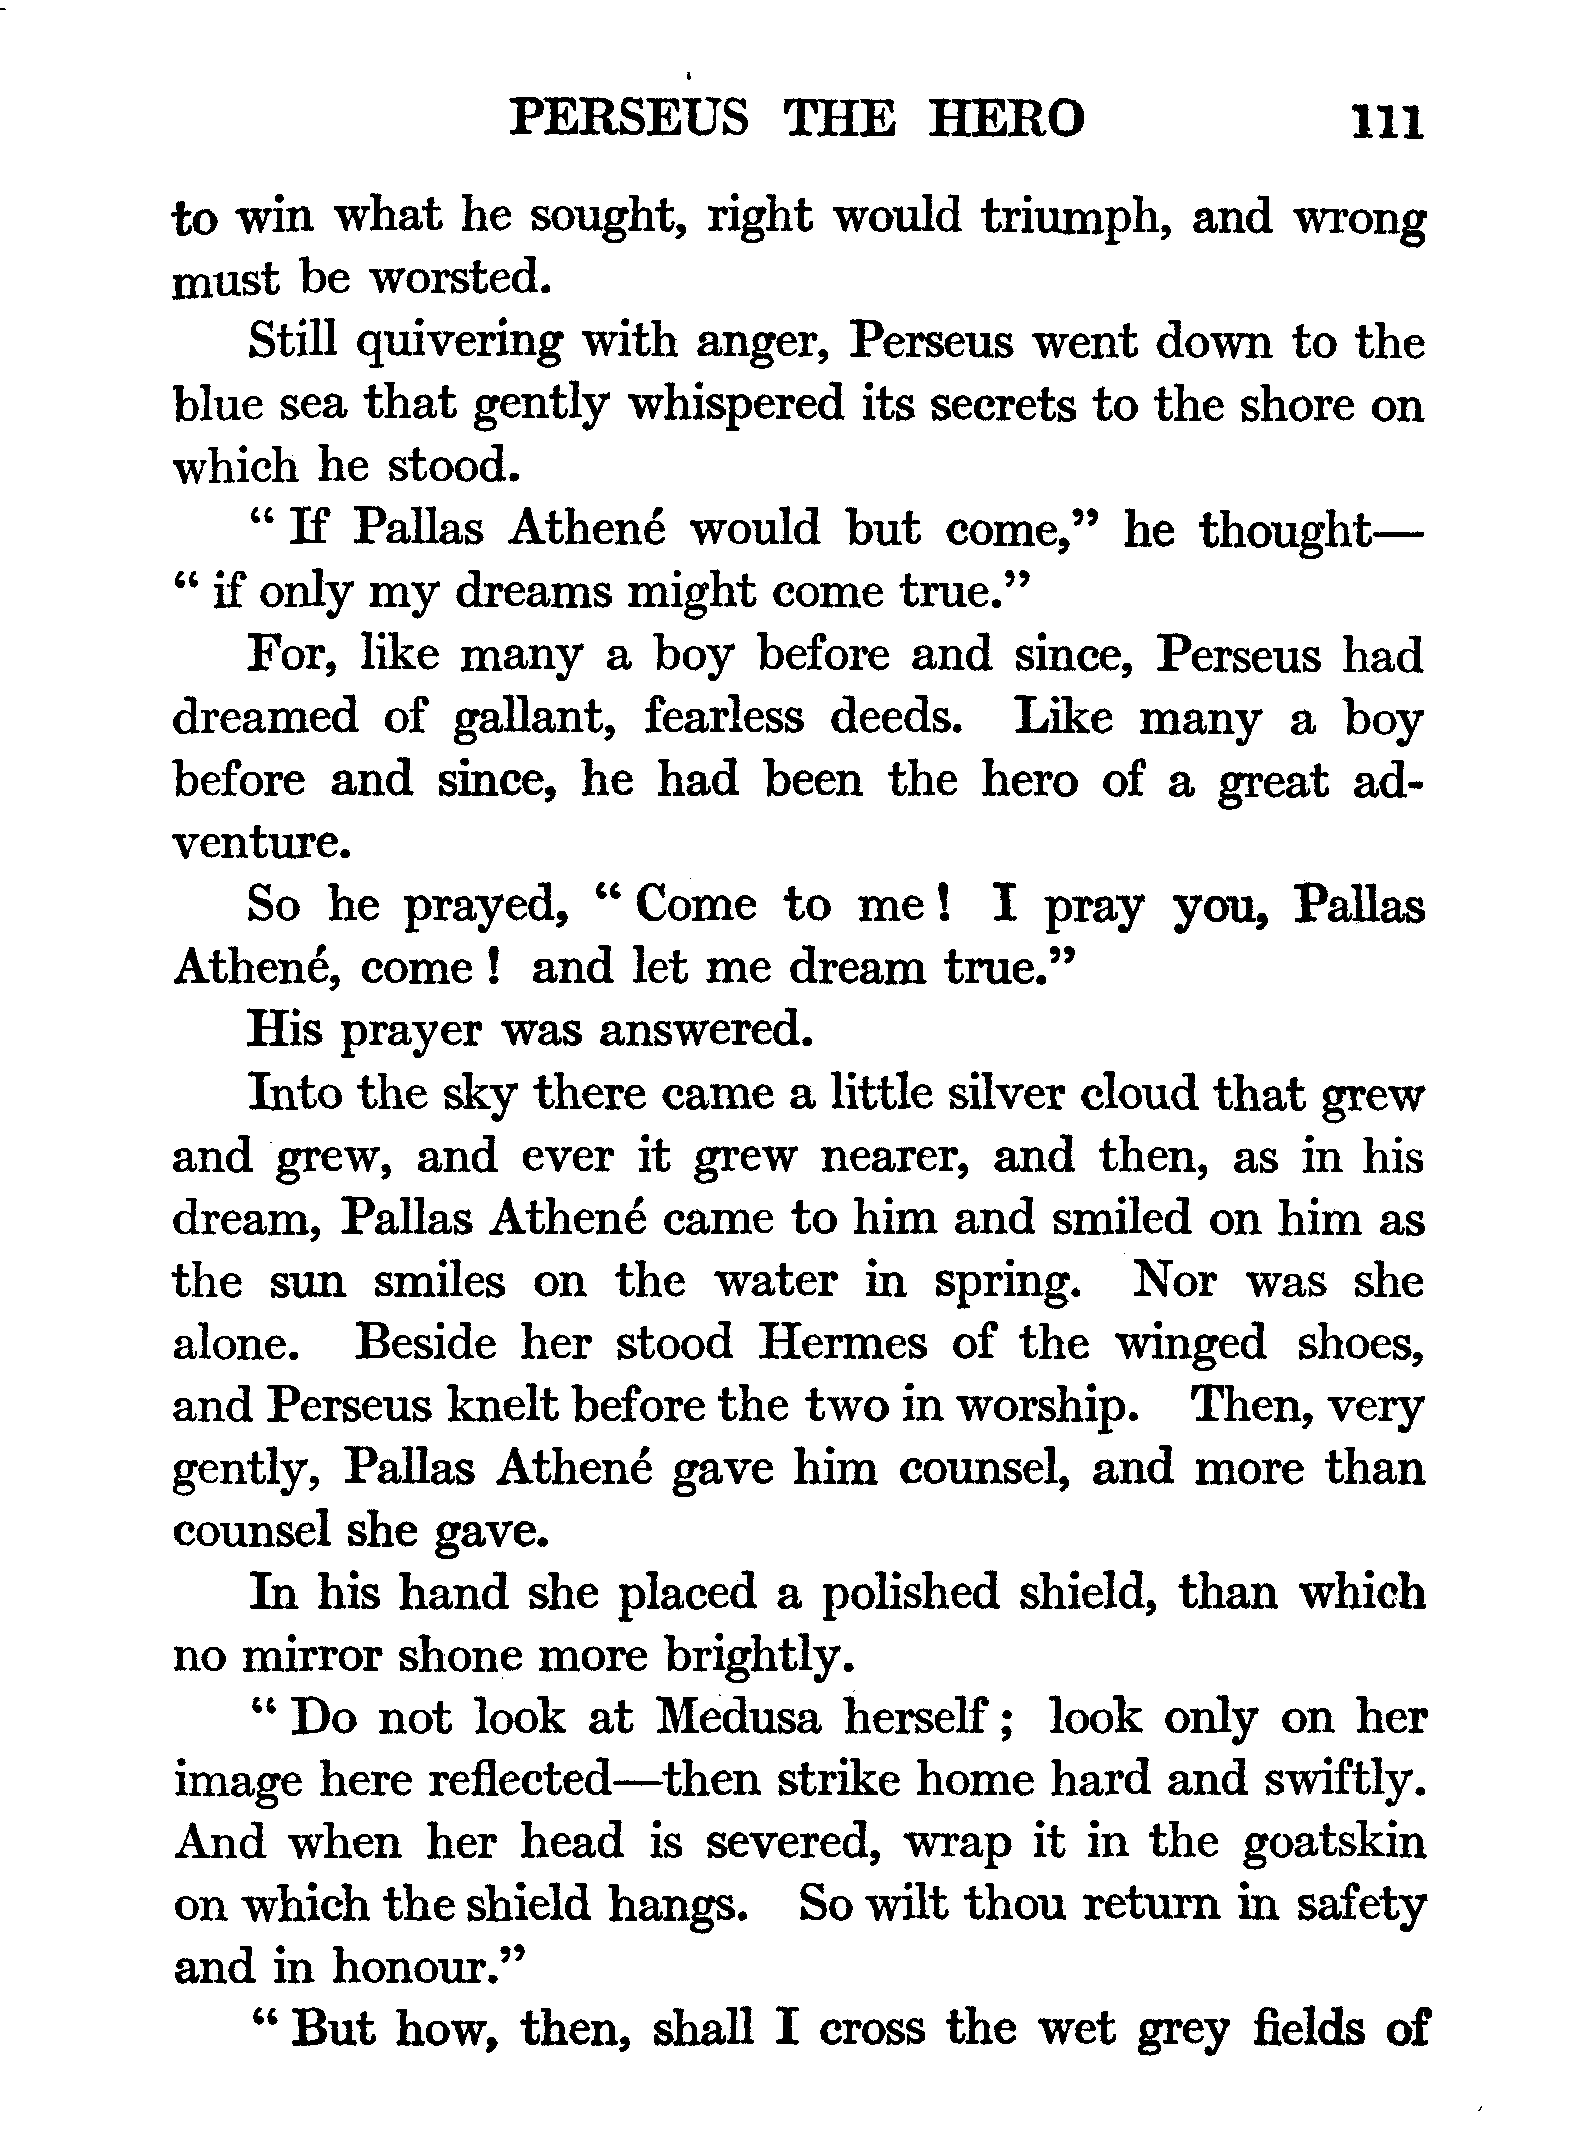 PERSEUS THE HERO 111
to win what he sought, right would triumph, and wrong
must be worsted.
Still quivering with anger, Perseus went down to the
blue sea that gently whispered its secrets to the shore on
which he stood.
“ If Pallas Athené would but come,” he thought—
“ if only my dreams might come true.”
For, like many a boy before and since, Perseus had
dreamed of gallant, fearless deeds. Like many a boy
before and since, he had been the hero of a great ad-
venture.
So he prayed, “ Come to me ! I pray you, Pallas
Athené, come ! and let me dream true.”
His prayer was answered.
Into the sky there came a little silver cloud that grew
and grew, and ever it grew nearer, and then, as in his
dream, Pallas Athené came to him and smiled on him as
the sun smiles on the water in spring. Nor was she
alone. Beside her stood Hermes of the winged shoes,
and Perseus knelt before the two in worship. Then, very
gently, Pallas Athené gave him counsel, and more than
counsel she gave.
In his hand she placed a polished shield, than which
no mirror shone more brightly.
“ Do not look at Medusa herself ; look only on her
image here reflected—then strike home hard and swiftly.
And when her head is severed, wrap it in the goatskin
on which the shield hangs. So wilt thou return in safety
and in honour.”
“ But how, then, shall I cross the wet grey fields of